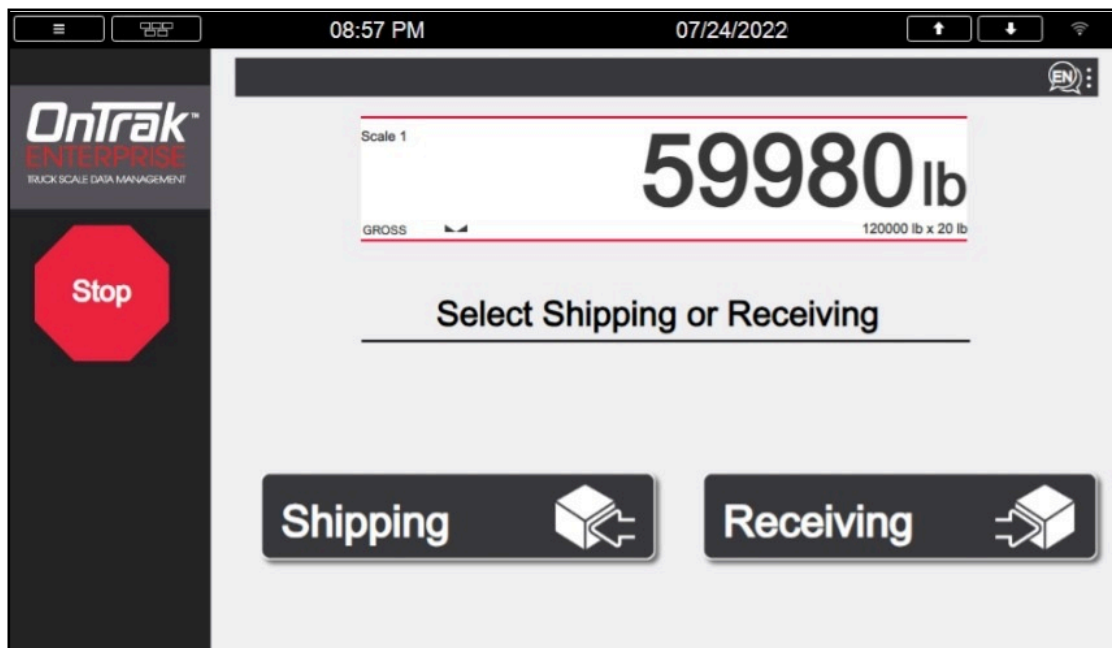 08:57 PM 07/24/2022
EN
OnTrak™
ENTERPRISE
TRUCK SCALE DATA MANAGEMENT
Scale 1
59980 lb
GROSS 120000 lb x 20 lb
Stop
Select Shipping or Receiving
Shipping Receiving